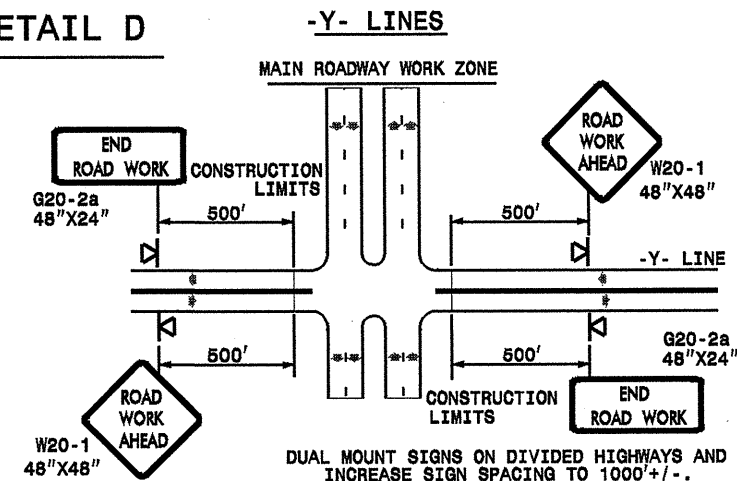 ETAIL D
-Y- LINES
MAIN ROADWAY WORK ZONE
END
ROAD WORK
G20-2a
48"X24"
CONSTRUCTION
LIMITS
500'
ROAD
WORK
AHEAD
W20-1
48"X48"
500'
-Y- LINE
500'
500'
ROAD
WORK
AHEAD
W20-1
48"X48"
CONSTRUCTION
LIMITS
G20-2a
48"X24"
END
ROAD WORK
DUAL MOUNT SIGNS ON DIVIDED HIGHWAYS AND
INCREASE SIGN SPACING TO 1000'+/-.